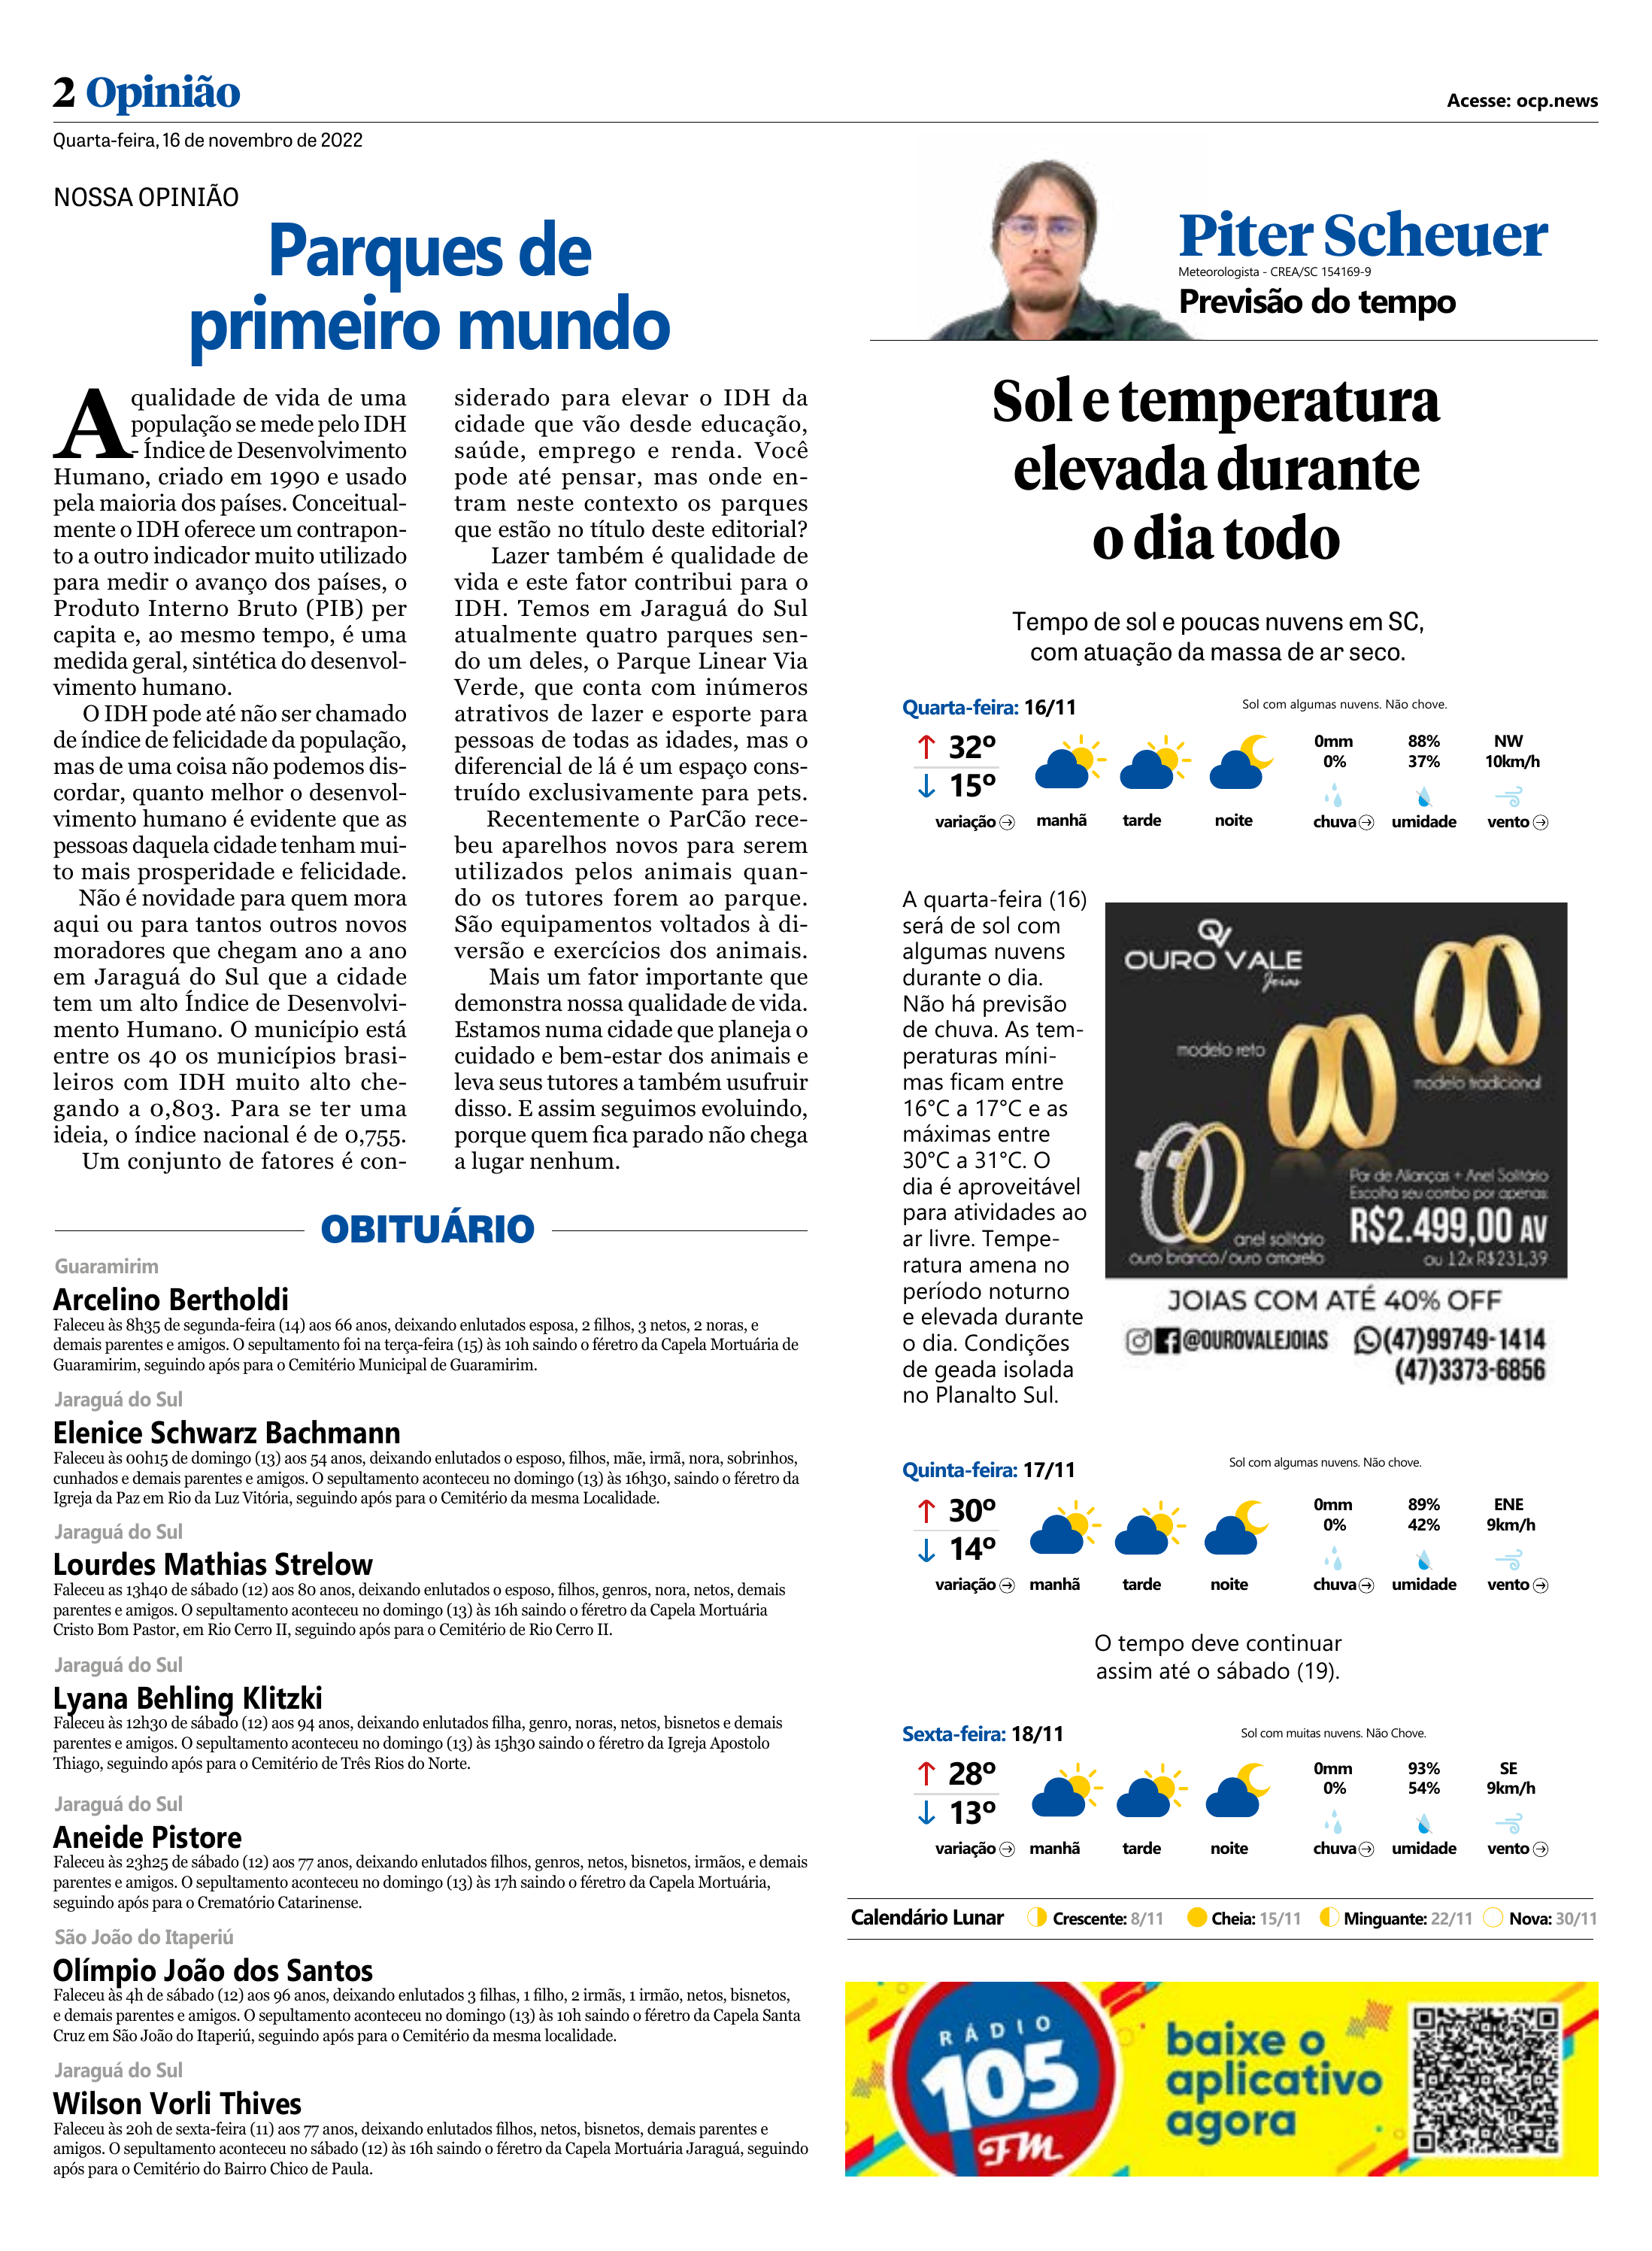 2 Opinião
Acesse: ocp.news
Quarta-feira, 16 de novembro de 2022
NOSSA OPINIÃO
Parques de
primeiro mundo
A qualidade de vida de uma
população se mede pelo IDH
- Índice de Desenvolvimento
Humano, criado em 1990 e usado
pela maioria dos países. Conceitual-
mente o IDH oferece um contrapon-
to a outro indicador muito utilizado
para medir o avanço dos países, o
Produto Interno Bruto (PIB) per
capita e, ao mesmo tempo, é uma
medida geral, sintética do desenvol-
vimento humano.
O IDH pode até não ser chamado
de índice de felicidade da população,
mas de uma coisa não podemos dis-
cordar, quanto melhor o desenvol-
vimento humano é evidente que as
pessoas daquela cidade tenham mui-
to mais prosperidade e felicidade.
Não é novidade para quem mora
aqui ou para tantos outros novos
moradores que chegam ano a ano
em Jaraguá do Sul que a cidade
tem um alto Índice de Desenvolvi-
mento Humano. O município está
entre os 40 os municípios brasi-
leiros com IDH muito alto che-
gando a 0,803. Para se ter uma
ideia, o índice nacional é de 0,755.
Um conjunto de fatores é con-
siderado para elevar o IDH da
cidade que vão desde educação,
saúde, emprego e renda. Você
pode até pensar, mas onde en-
tram neste contexto os parques
que estão no título deste editorial?
Lazer também é qualidade de
vida e este fator contribui para o
IDH. Temos em Jaraguá do Sul
atualmente quatro parques sen-
do um deles, o Parque Linear Via
Verde, que conta com inúmeros
atrativos de lazer e esporte para
pessoas de todas as idades, mas o
diferencial de lá é um espaço cons-
truído exclusivamente para pets.
Recentemente o ParCão rece-
beu aparelhos novos para serem
utilizados pelos animais quan-
do os tutores forem ao parque.
São equipamentos voltados à di-
versão e exercícios dos animais.
Mais um fator importante que
demonstra nossa qualidade de vida.
Estamos numa cidade que planeja o
cuidado e bem-estar dos animais e
leva seus tutores a também usufruir
disso. E assim seguimos evoluindo,
porque quem fica parado não chega
a lugar nenhum.
OBITUÁRIO
Guaramirim
Arcelino Bertholdi
Faleceu às 8h35 de segunda-feira (14) aos 66 anos, deixando enlutados esposa, 2 filhos, 3 netos, 2 noras, e
demais parentes e amigos. O sepultamento foi na terça-feira (15) às 10h saindo o féretro da Capela Mortuária de
Guaramirim, seguindo após para o Cemitério Municipal de Guaramirim.
Jaraguá do Sul
Elenice Schwarz Bachmann
Faleceu às 00h15 de domingo (13) aos 54 anos, deixando enlutados o esposo, filhos, mãe, irmã, nora, sobrinhos,
cunhados e demais parentes e amigos. O sepultamento aconteceu no domingo (13) às 16h30, saindo o féretro da
Igreja da Paz em Rio da Luz Vitória, seguindo após para o Cemitério da mesma Localidade.
Jaraguá do Sul
Lourdes Mathias Strelow
Faleceu as 13h40 de sábado (12) aos 80 anos, deixando enlutados o esposo, filhos, genros, nora, netos, demais
parentes e amigos. O sepultamento aconteceu no domingo (13) às 16h saindo o féretro da Capela Mortuária
Cristo Bom Pastor, em Rio Cerro II, seguindo após para o Cemitério de Rio Cerro II.
Jaraguá do Sul
Lyana Behling Klitzki
Faleceu às 12h30 de sábado (12) aos 94 anos, deixando enlutados filha, genro, noras, netos, bisnetos e demais
parentes e amigos. O sepultamento aconteceu no domingo (13) às 15h30 saindo o féretro da Igreja Apostolo
Thiago, seguindo após para o Cemitério de Três Rios do Norte.
Jaraguá do Sul
Aneide Pistore
Faleceu às 23h25 de sábado (12) aos 77 anos, deixando enlutados filhos, genros, netos, bisnetos, irmãos, e demais
parentes e amigos. O sepultamento aconteceu no domingo (13) às 17h saindo o féretro da Capela Mortuária,
seguindo após para o Crematório Catarinense.
São João do Itaperiú
Olímpio João dos Santos
Faleceu às 4h de sábado (12) aos 96 anos, deixando enlutados 3 filhas, 1 filho, 2 irmãs, 1 irmão, netos, bisnetos,
e demais parentes e amigos. O sepultamento aconteceu no domingo (13) às 10h saindo o féretro da Capela Santa
Cruz em São João do Itaperiú, seguindo após para o Cemitério da mesma localidade.
Jaraguá do Sul
Wilson Vorli Thives
Faleceu às 20h de sexta-feira (11) aos 77 anos, deixando enlutados filhos, netos, bisnetos, demais parentes e
amigos. O sepultamento aconteceu no sábado (12) às 16h saindo o féretro da Capela Mortuária Jaraguá, seguindo
após para o Cemitério do Bairro Chico de Paula.
Piter Scheuer
Meteorologista - CREA/SC 154169-9
Previsão do tempo
Sol e temperatura
elevada durante
o dia todo
Tempo de sol e poucas nuvens em SC,
com atuação da massa de ar seco.
Quarta-feira: 16/11
Sol com algumas nuvens. Não chove.
32º 0mm 88% NW
15º 0% 37% 10km/h
variação manhã tarde noite chuva umidade vento
A quarta-feira (16)
será de sol com
algumas nuvens
durante o dia.
Não há previsão
de chuva. As tem-
peraturas míni-
mas ficam entre
16°C a 17°C e as
máximas entre
30°C a 31°C. O
dia é aproveitável
para atividades ao
ar livre. Tempe-
ratura amena no
período noturno
e elevada durante
o dia. Condições
de geada isolada
no Planalto Sul.
OURO VALE
Joias
modelo reto
modelo tradicional
Par de Alianças + Anel Solitário
Escolha seu combo por apenas:
R$2.499,00 AV
ou 12x R$231,39
anel solitário
ouro branco/ouro amarelo
JOIAS COM ATÉ 40% OFF
@OUROVALEJOIAS (47)99749-1414
(47)3373-6856
Quinta-feira: 17/11
Sol com algumas nuvens. Não chove.
30º 0mm 89% ENE
14º 0% 42% 9km/h
variação manhã tarde noite chuva umidade vento
O tempo deve continuar
assim até o sábado (19).
Sexta-feira: 18/11
Sol com muitas nuvens. Não Chove.
28º 0mm 93% SE
13º 0% 54% 9km/h
variação manhã tarde noite chuva umidade vento
Calendário Lunar Crescente: 8/11 Cheia: 15/11 Minguante: 22/11 Nova: 30/11
RÁDIO
105
FM
baixe o
aplicativo
agora